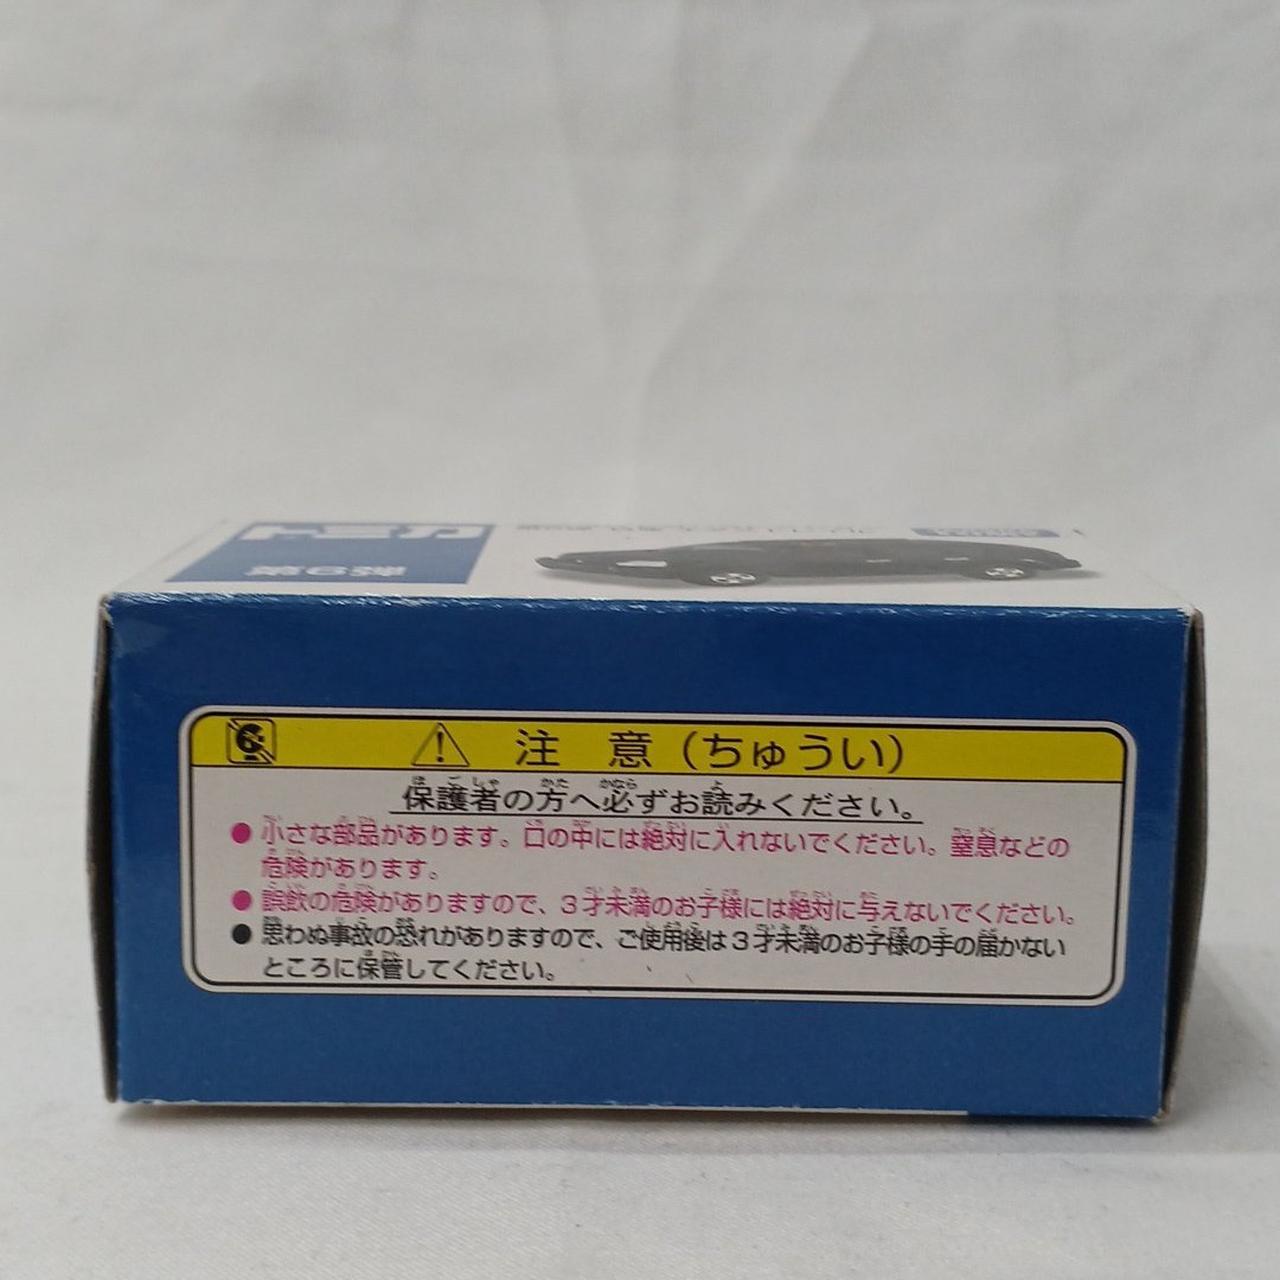 トミカ
第6弾
注意(ちゅうい)
保護者の方へ必ずお読みください。
●小さな部品があります。口の中には絶対に入れないでください。窒息などの
危険があります。
●誤飲の危険がありますので、3才未満のお子様には絶対に与えないでください。
●思わぬ事故の恐れがありますので、ご使用後は3才未満のお子様の手の届かない
ところに保管してください。